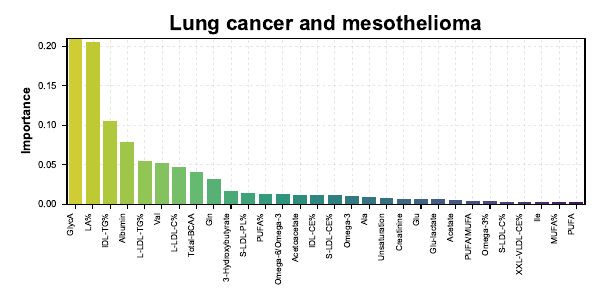 Lung cancer and mesothelioma
Importance
0.20
0.15
0.10
0.05
0.00
GlycA
LA%
IDL-TG%
Albumin
L-LDL-TG%
Val
L-LDL-C%
Total-BCAA
Gln
3-Hydroxybutyrate
S-LDL-PL%
PUFA%
Omega-6/Omega-3
Acetoacetate
IDL-CE%
S-LDL-CE%
Omega-3
Ala
Unsaturation
Creatinine
Glu
Glu-lactate
Acetate
PUFA/MUFA
Omega-3%
S-LDL-C%
XXL-VLDL-CE%
Ile
MUFA%
PUFA